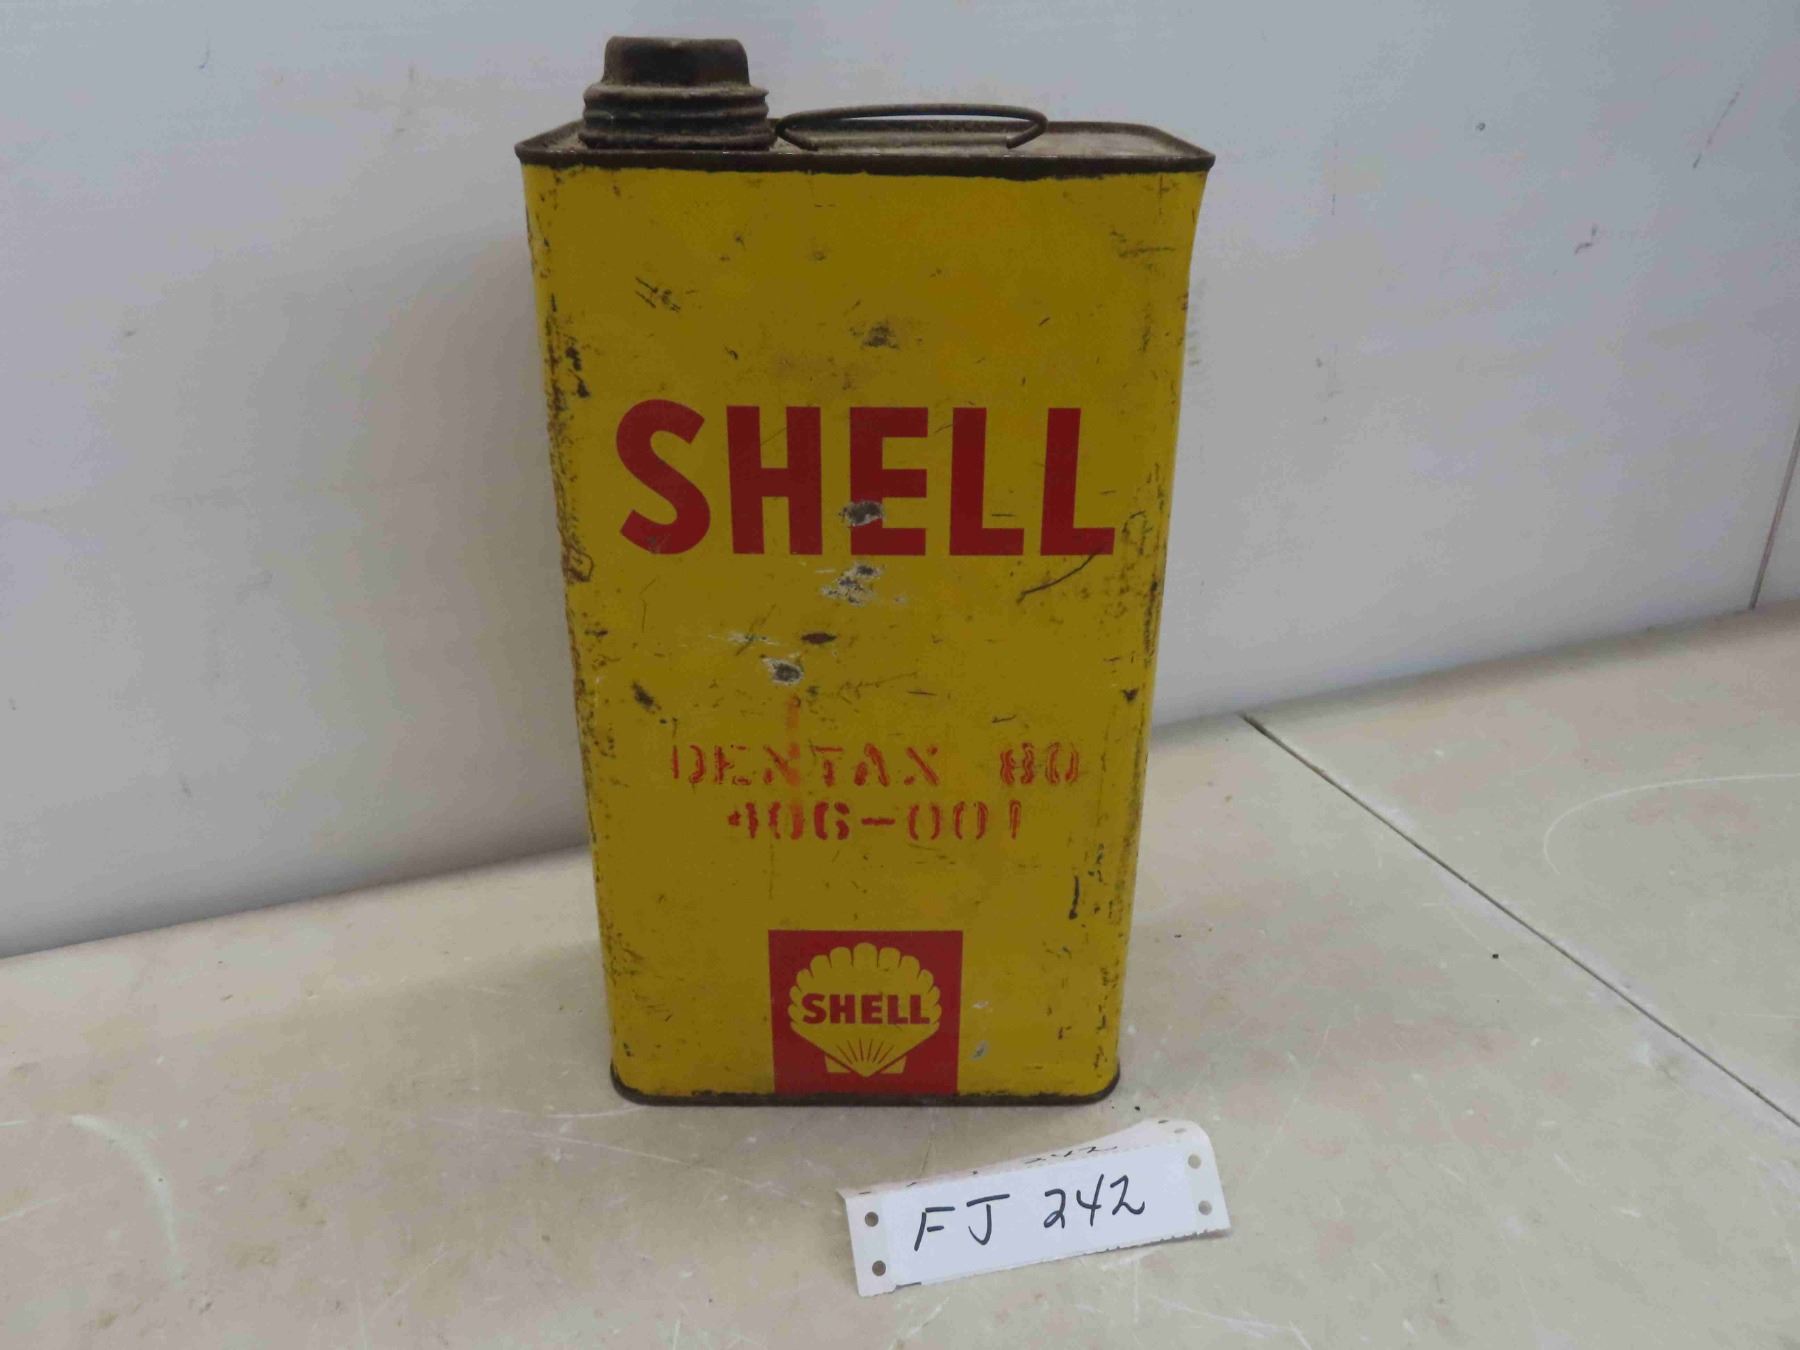 SHELL
DENTAX 80
406-001
SHELL
FJ 242